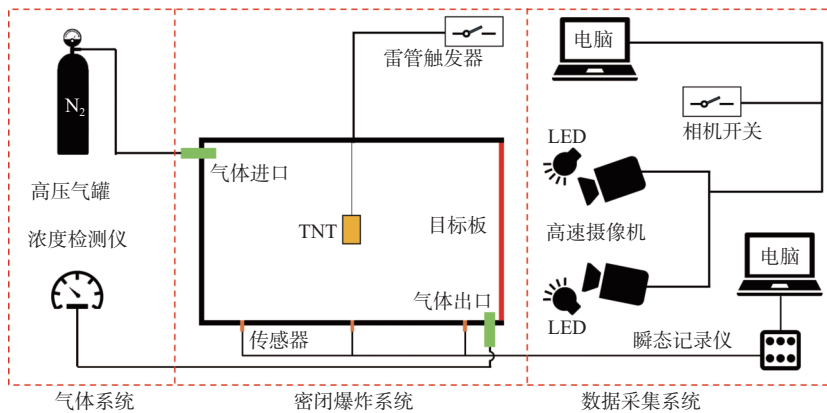 电脑
雷管触发器
N₂
相机开关
LED
气体进口
高压气罐
TNT
目标板
高速摄像机
浓度检测仪
电脑
气体出口
LED
传感器
瞬态记录仪
气体系统
密闭爆炸系统
数据采集系统